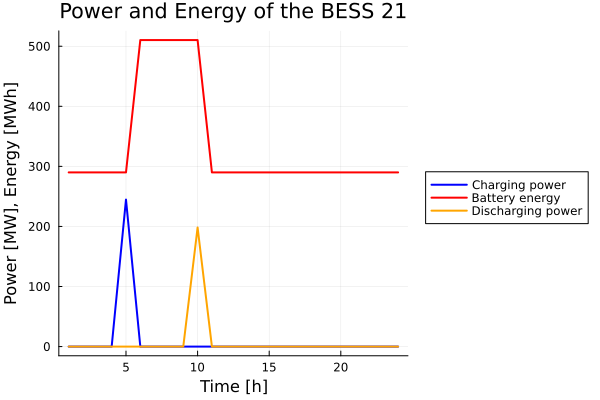 Power and Energy of the BESS 21
Power [MW], Energy [MWh]
500
400
300
200
100
0
5 10 15 20
Time [h]
Charging power
Battery energy
Discharging power